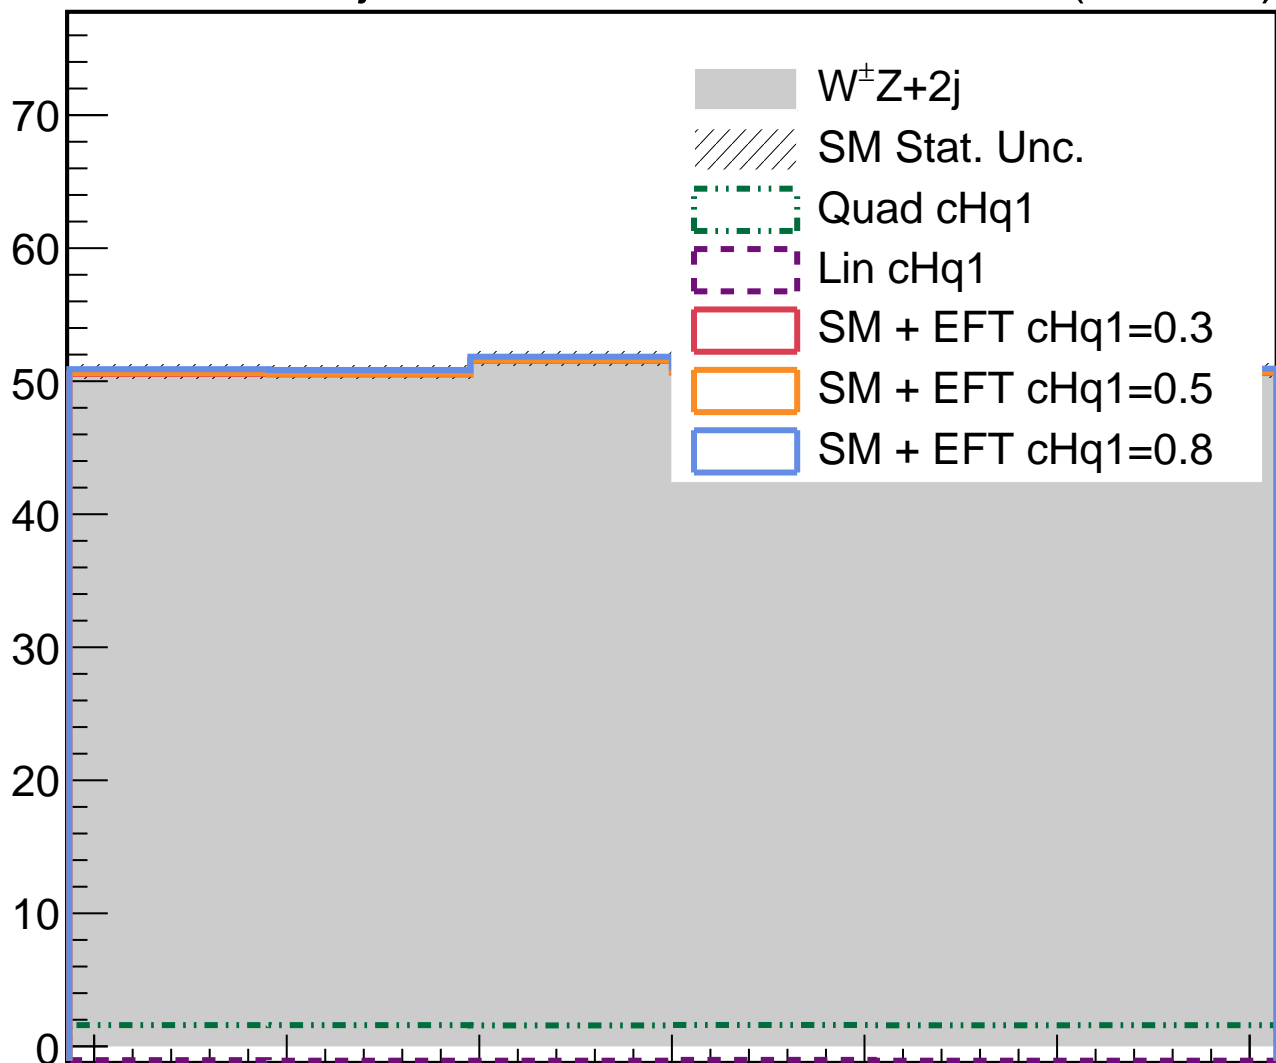 W±Z+2j
SM Stat. Unc.
Quad cHq1
Lin cHq1
SM + EFT cHq1=0.3
SM + EFT cHq1=0.5
SM + EFT cHq1=0.8
70
60
50
40
30
20
10
0